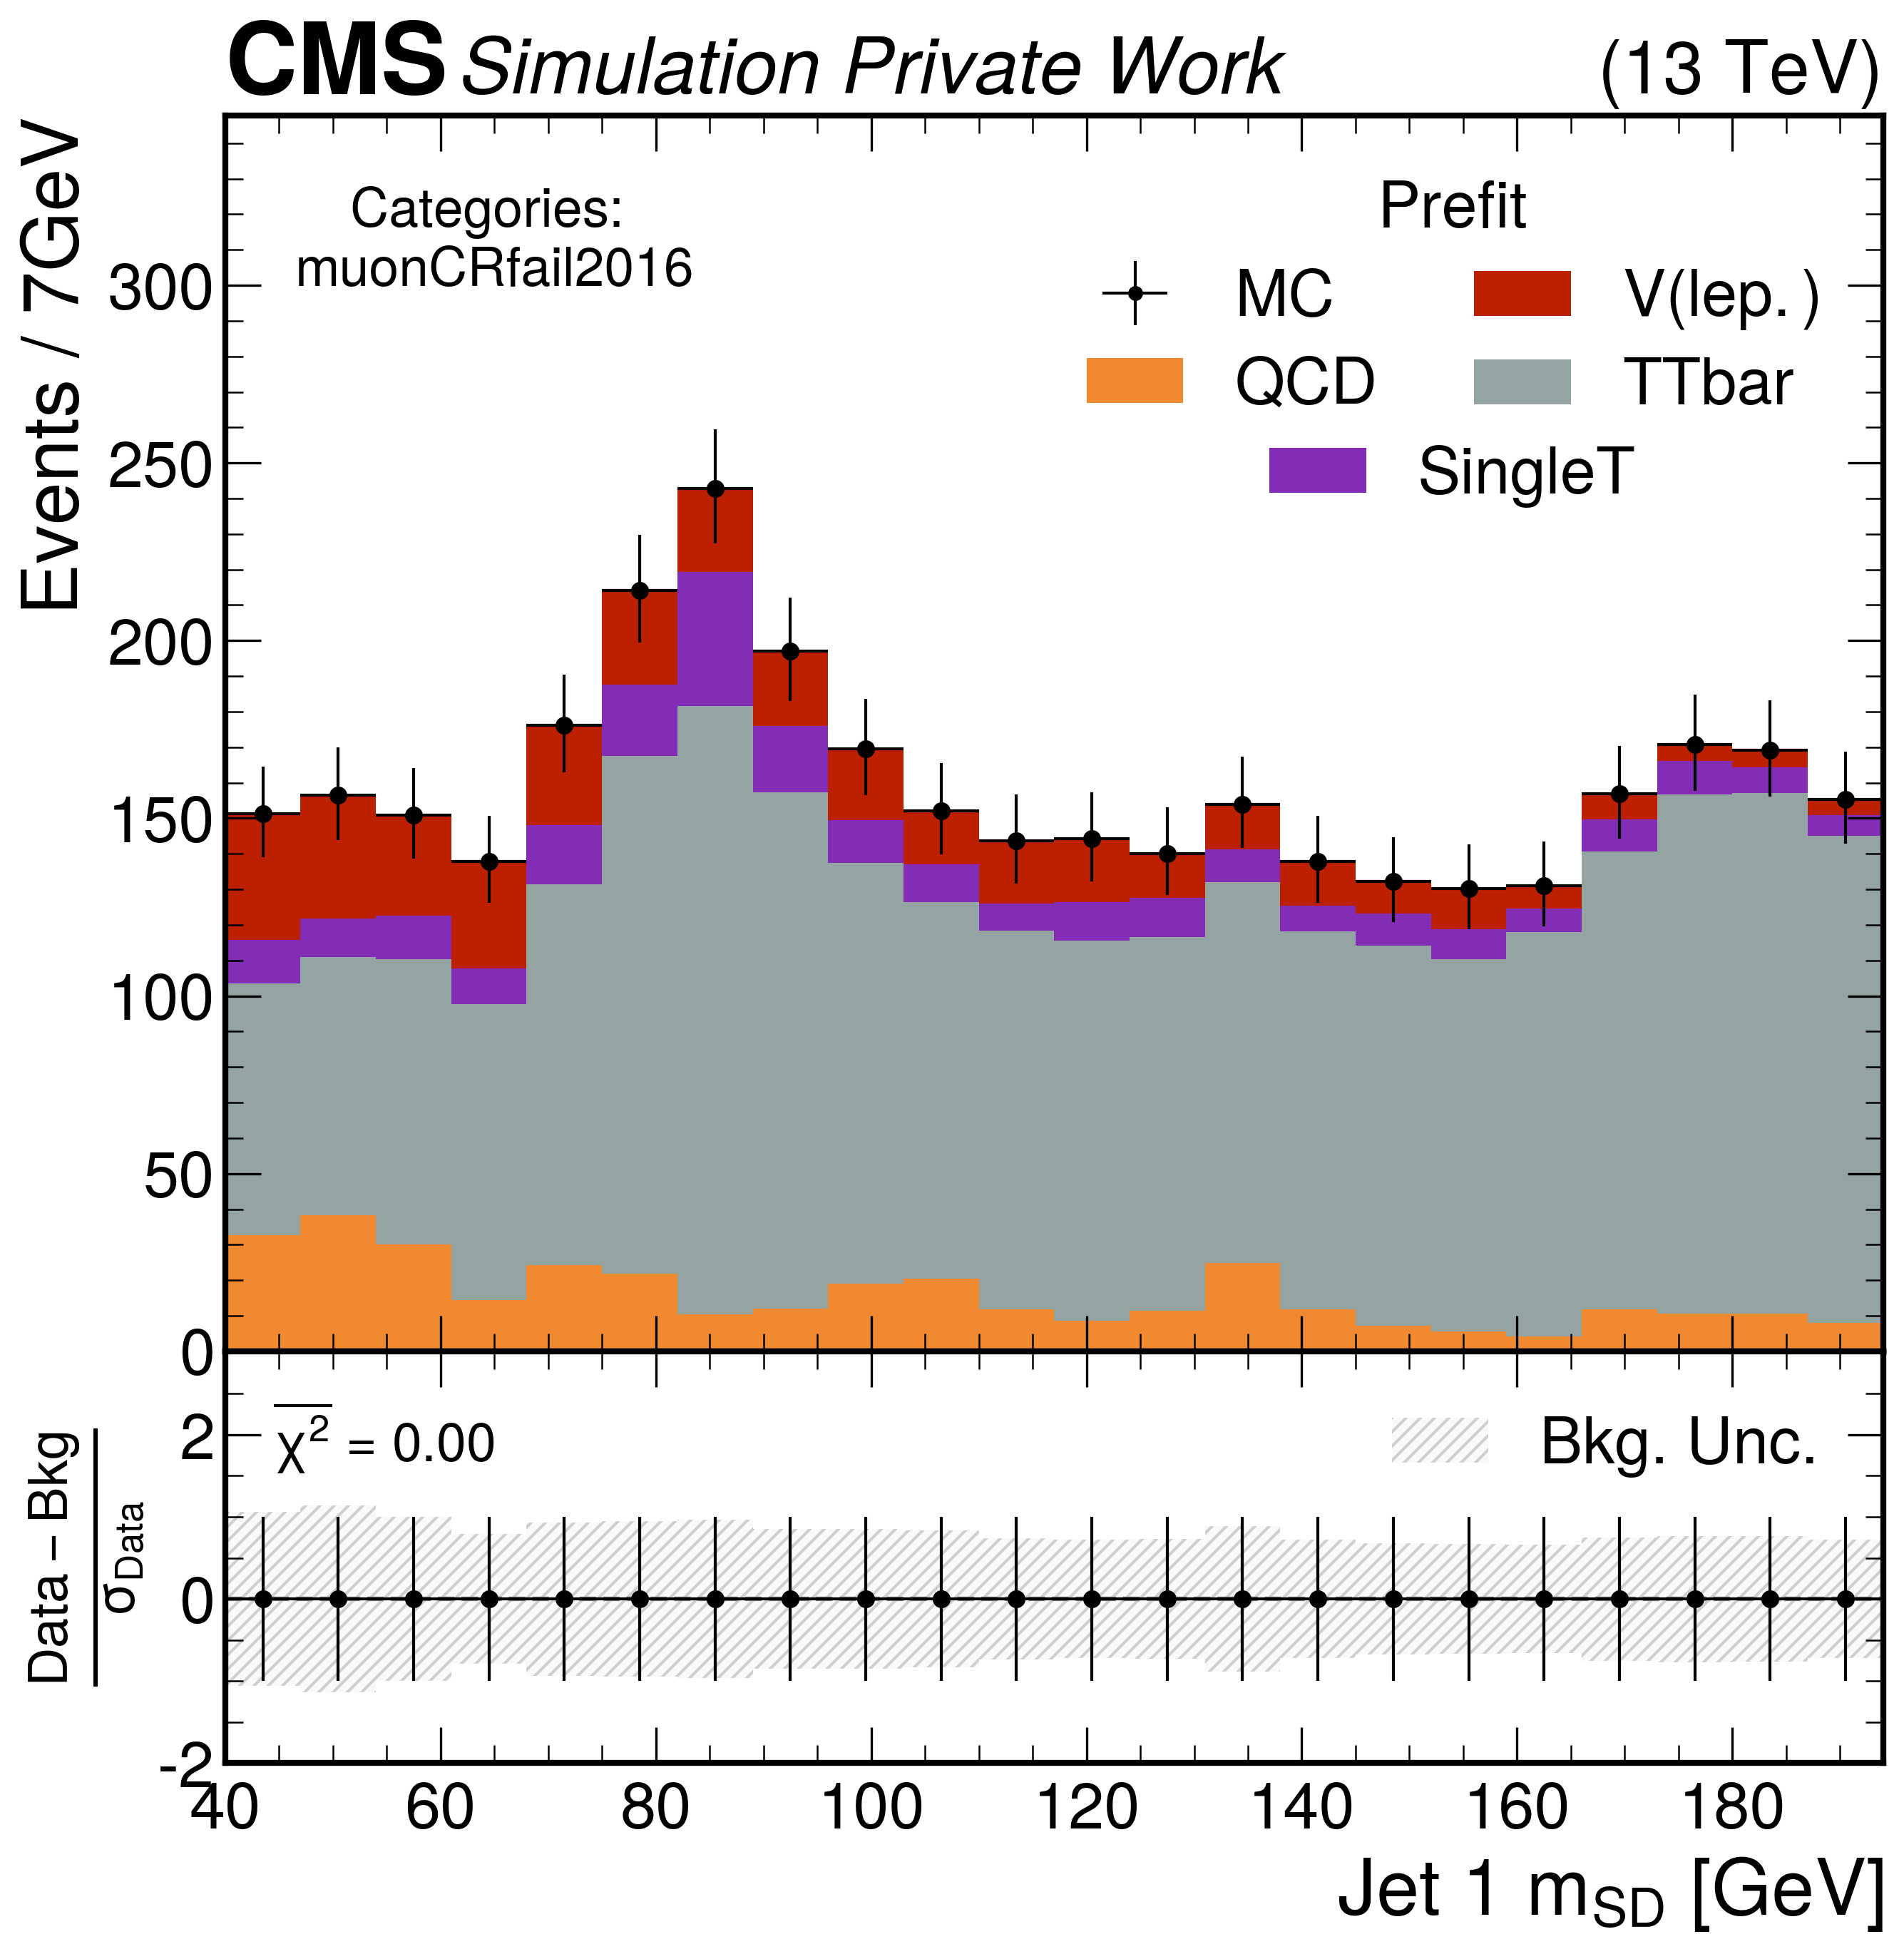 CMS Simulation Private Work (13 TeV)
Events / 7GeV
Categories:
muonCRfail2016
Prefit
MC
V(lep.)
QCD
TTbar
SingleT
300
250
200
150
100
50
0
Data – Bkg
σData
2
0
-2
χ² = 0.00
Bkg. Unc.
40 60 80 100 120 140 160 180
Jet 1 mSD [GeV]